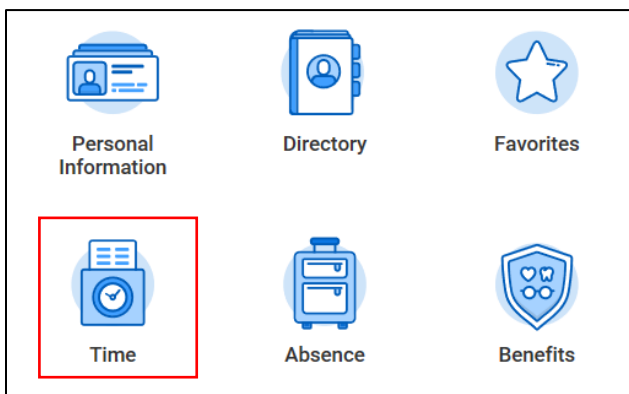 Personal
Information
Directory
Favorites
Time
Absence
Benefits